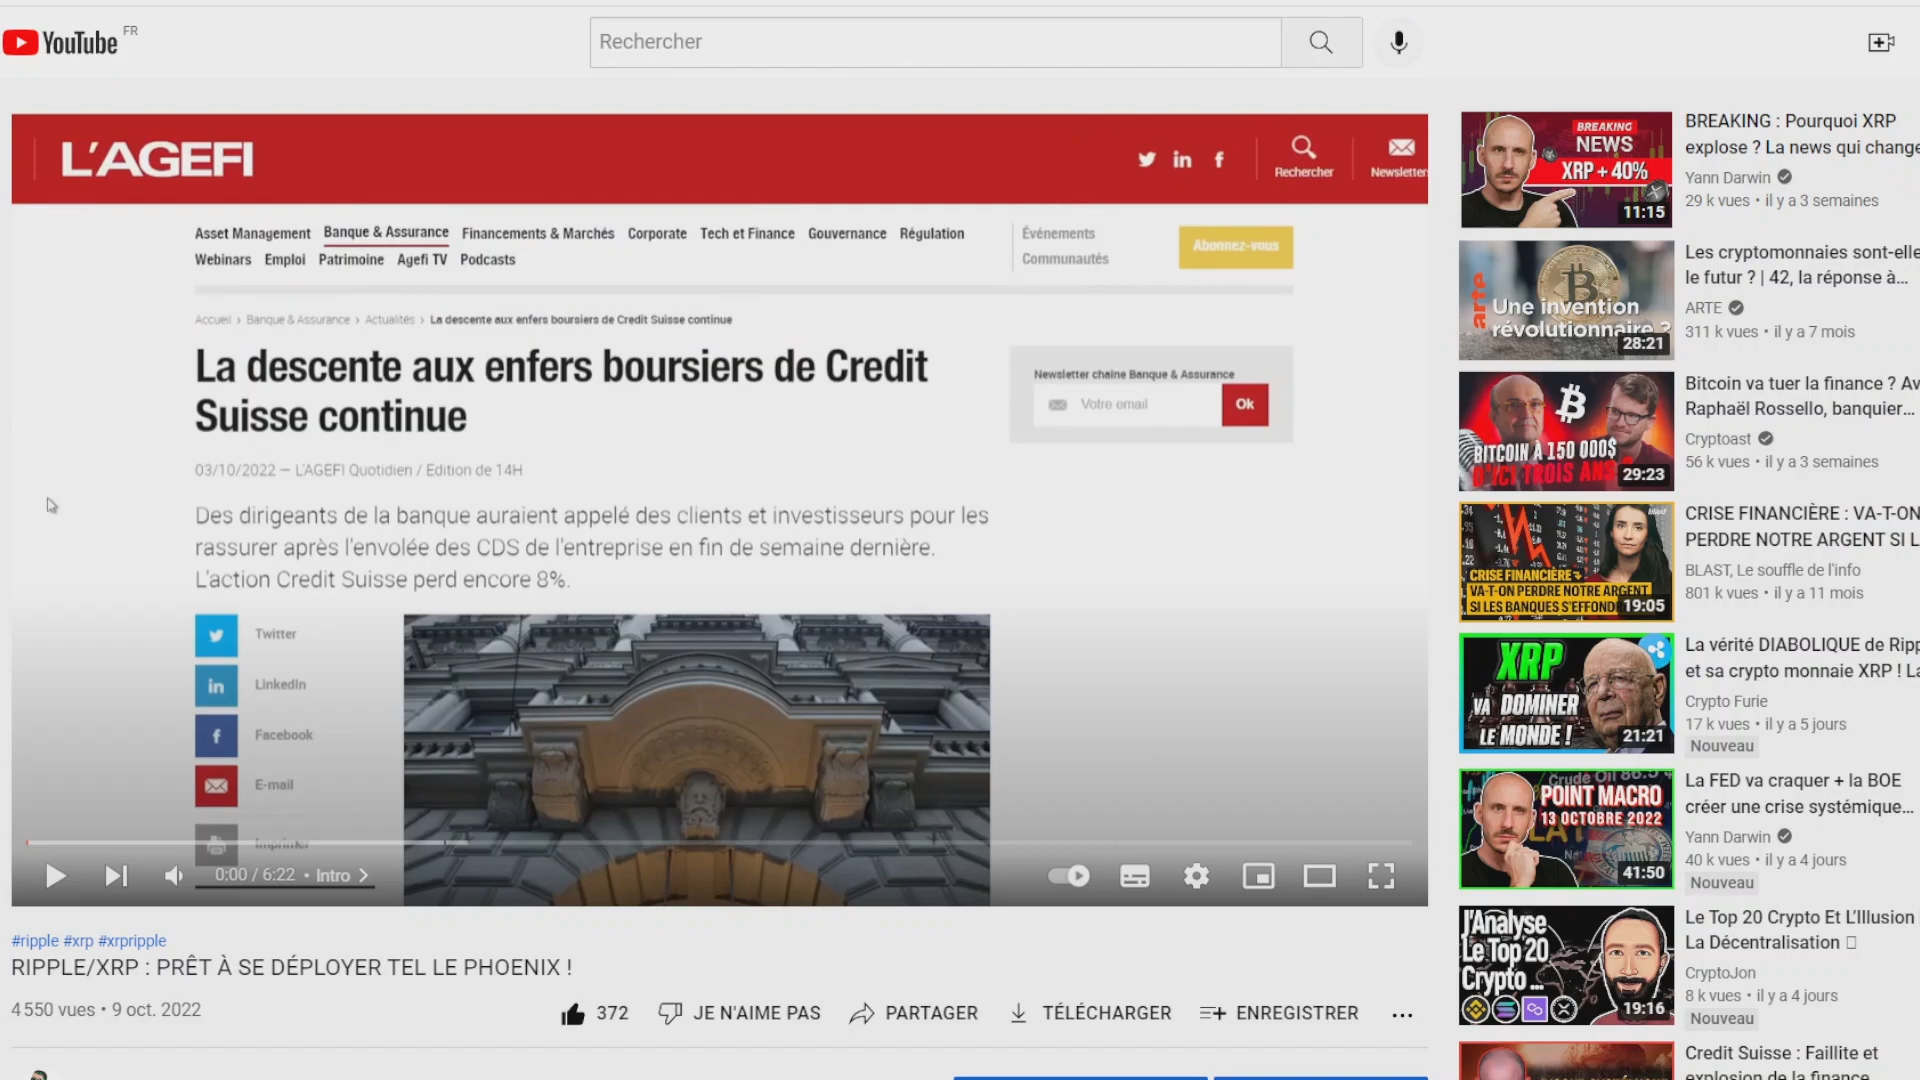 YouTube FR
Rechercher
L'AGEFI
Rechercher
Newsletter
Asset Management Banque & Assurance Financements & Marchés Corporate Tech et Finance Gouvernance Régulation
Webinars Emploi Patrimoine Agefi TV Podcasts
Événements
Communautés
Abonnez-vous
Accueil > Banque & Assurance > Actualités > La descente aux enfers boursiers de Credit Suisse continue
La descente aux enfers boursiers de Credit
Suisse continue
03/10/2022 — L'AGEFI Quotidien / Edition de 14H
Des dirigeants de la banque auraient appelé des clients et investisseurs pour les
rassurer après l'envolée des CDS de l'entreprise en fin de semaine dernière.
L'action Credit Suisse perd encore 8%.
Newsletter chaîne Banque & Assurance
Votre email
Ok
Twitter
LinkedIn
Facebook
E-mail
Imprimer
0:00 / 6:22 • Intro >
#ripple #xrp #xrpripple
RIPPLE/XRP : PRÊT À SE DÉPLOYER TEL LE PHOENIX !
4 550 vues • 9 oct. 2022
372 JE N'AIME PAS PARTAGER TÉLÉCHARGER ENREGISTRER ...
BREAKING
NEWS
XRP + 40%
11:15
BREAKING : Pourquoi XRP
explose ? La news qui change
Yann Darwin
29 k vues • il y a 3 semaines
arte
Une invention
révolutionnaire ?
28:21
Les cryptomonnaies sont-elle
le futur ? | 42, la réponse à...
ARTE
311 k vues • il y a 7 mois
BITCOIN À 150 000$
D'ICI TROIS ANS
29:23
Bitcoin va tuer la finance ? Av
Raphaël Rossello, banquier...
Cryptoast
56 k vues • il y a 3 semaines
CRISE FINANCIÈRE
VA-T-ON PERDRE NOTRE ARGENT
SI LES BANQUES S'EFFOND
19:05
CRISE FINANCIÈRE : VA-T-ON
PERDRE NOTRE ARGENT SI L
BLAST, Le souffle de l'info
801 k vues • il y a 11 mois
XRP
VA DOMINER
LE MONDE !
21:21
La vérité DIABOLIQUE de Ripp
et sa crypto monnaie XRP ! La
Crypto Furie
17 k vues • il y a 5 jours
Nouveau
Crude Oil 86.5
POINT MACRO
13 OCTOBRE 2022
41:50
La FED va craquer + la BOE
créer une crise systémique...
Yann Darwin
40 k vues • il y a 4 jours
Nouveau
J'Analyse
Le Top 20
Crypto ...
19:16
Le Top 20 Crypto Et L'Illusion
La Décentralisation
CryptoJon
8 k vues • il y a 4 jours
Nouveau
Credit Suisse : Faillite et
explosion de la finance